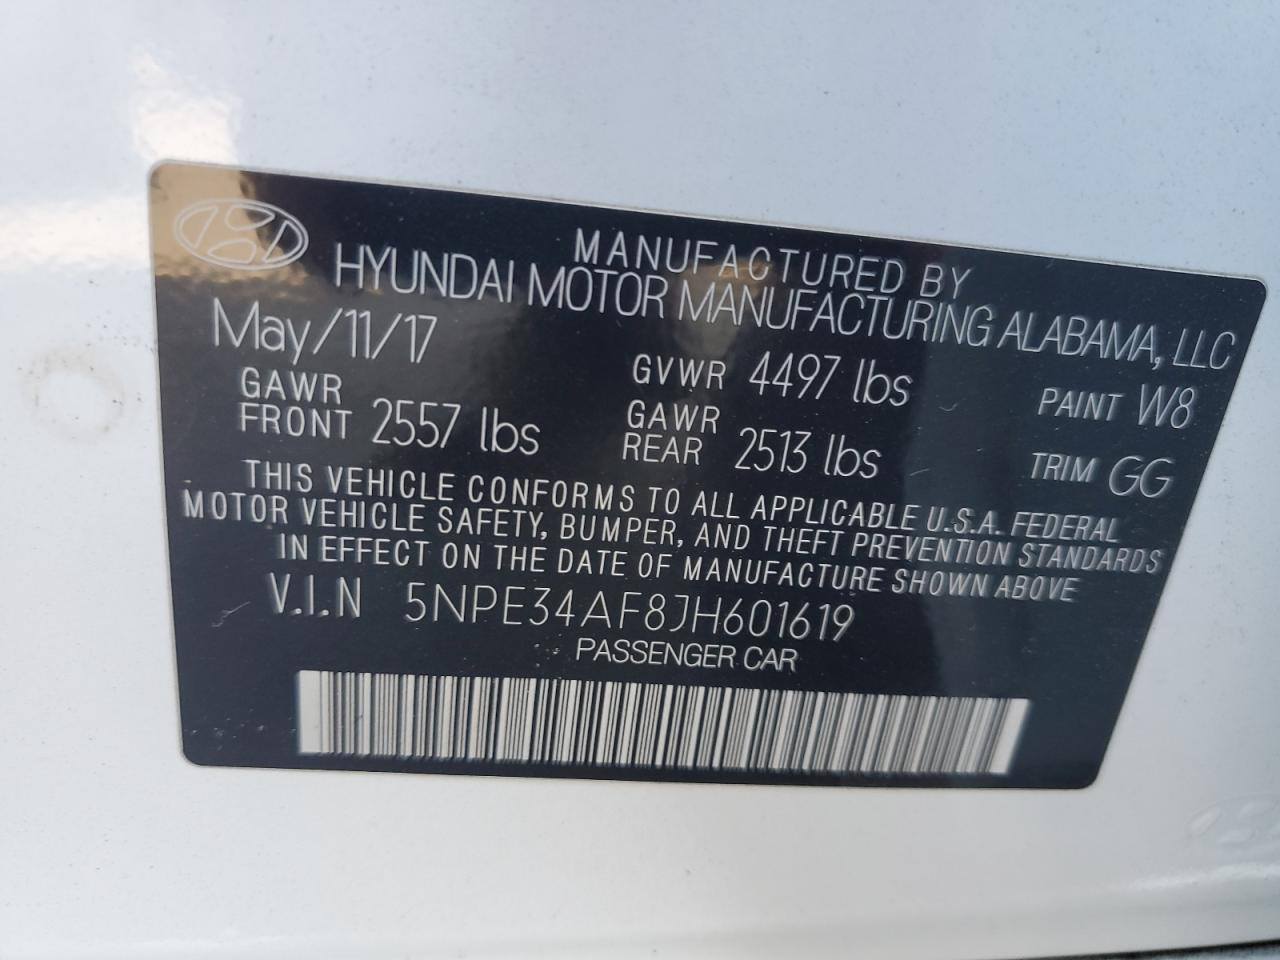 MANUFACTURED BY
HYUNDAI MOTOR MANUFACTURING ALABAMA, LLC
May/11/17
GVWR 4497 lbs
PAINT W8
GAWR FRONT 2557 lbs
GAWR REAR 2513 lbs
TRIM GG
THIS VEHICLE CONFORMS TO ALL APPLICABLE U.S.A. FEDERAL
MOTOR VEHICLE SAFETY, BUMPER, AND THEFT PREVENTION STANDARDS
IN EFFECT ON THE DATE OF MANUFACTURE SHOWN ABOVE
V.I.N 5NPE34AF8JH601619
PASSENGER CAR